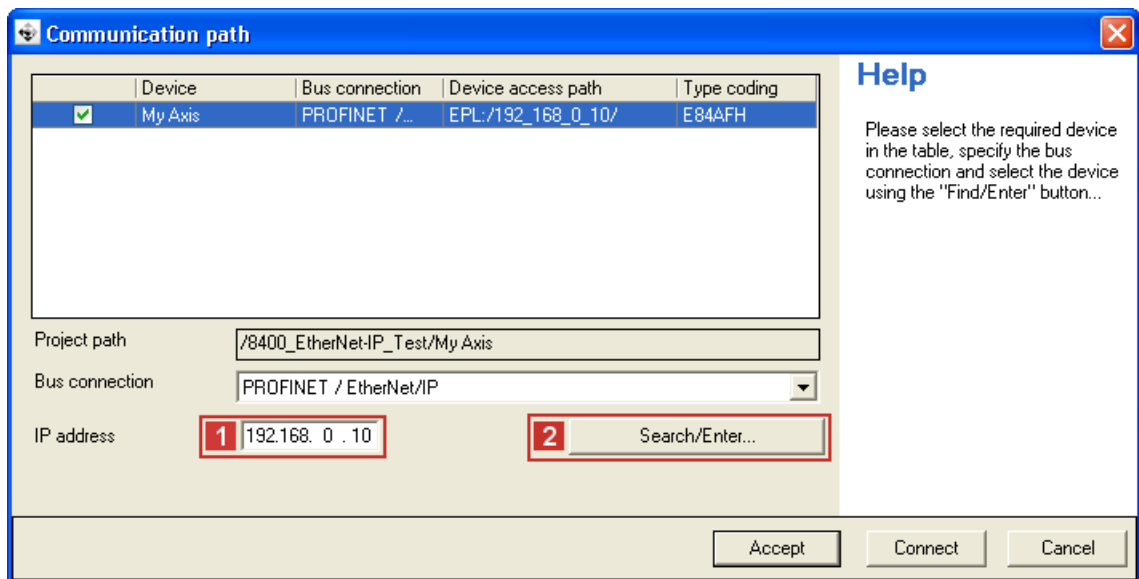 Communication path
Device Bus connection Device access path Type coding
My Axis PROFINET /... EPL:/192_168_0_10/ E84AFH
Project path /8400_EtherNet-IP_Test/My Axis
Bus connection PROFINET / EtherNet/IP
IP address 1 192.168. 0 . 10 2 Search/Enter...
Help
Please select the required device
in the table, specify the bus
connection and select the device
using the "Find/Enter" button...
Accept Connect Cancel